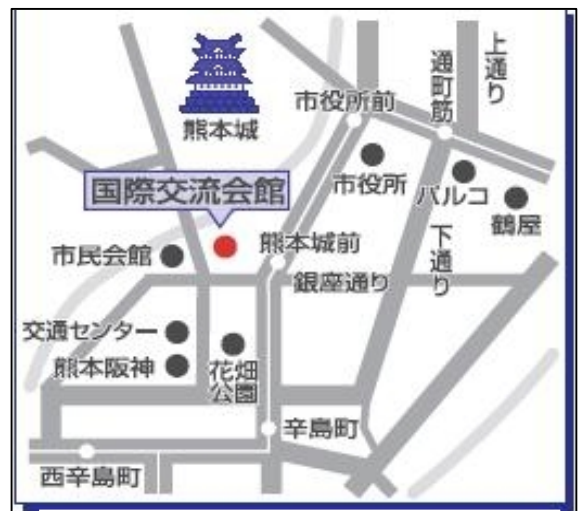 上通り
通町筋
市役所前
熊本城
市役所
パルコ
鶴屋
国際交流会館
市民会館
熊本城前
下通り
銀座通り
交通センター
熊本阪神
花畑
公園
辛島町
西辛島町